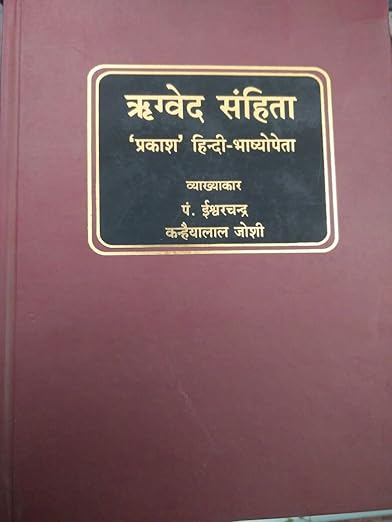 ऋग्वेद संहिता
‘प्रकाश’ हिन्दी-भाष्योपेता
व्याख्याकार
पं. ईश्वरचन्द्र
कन्हैयालाल जोशी